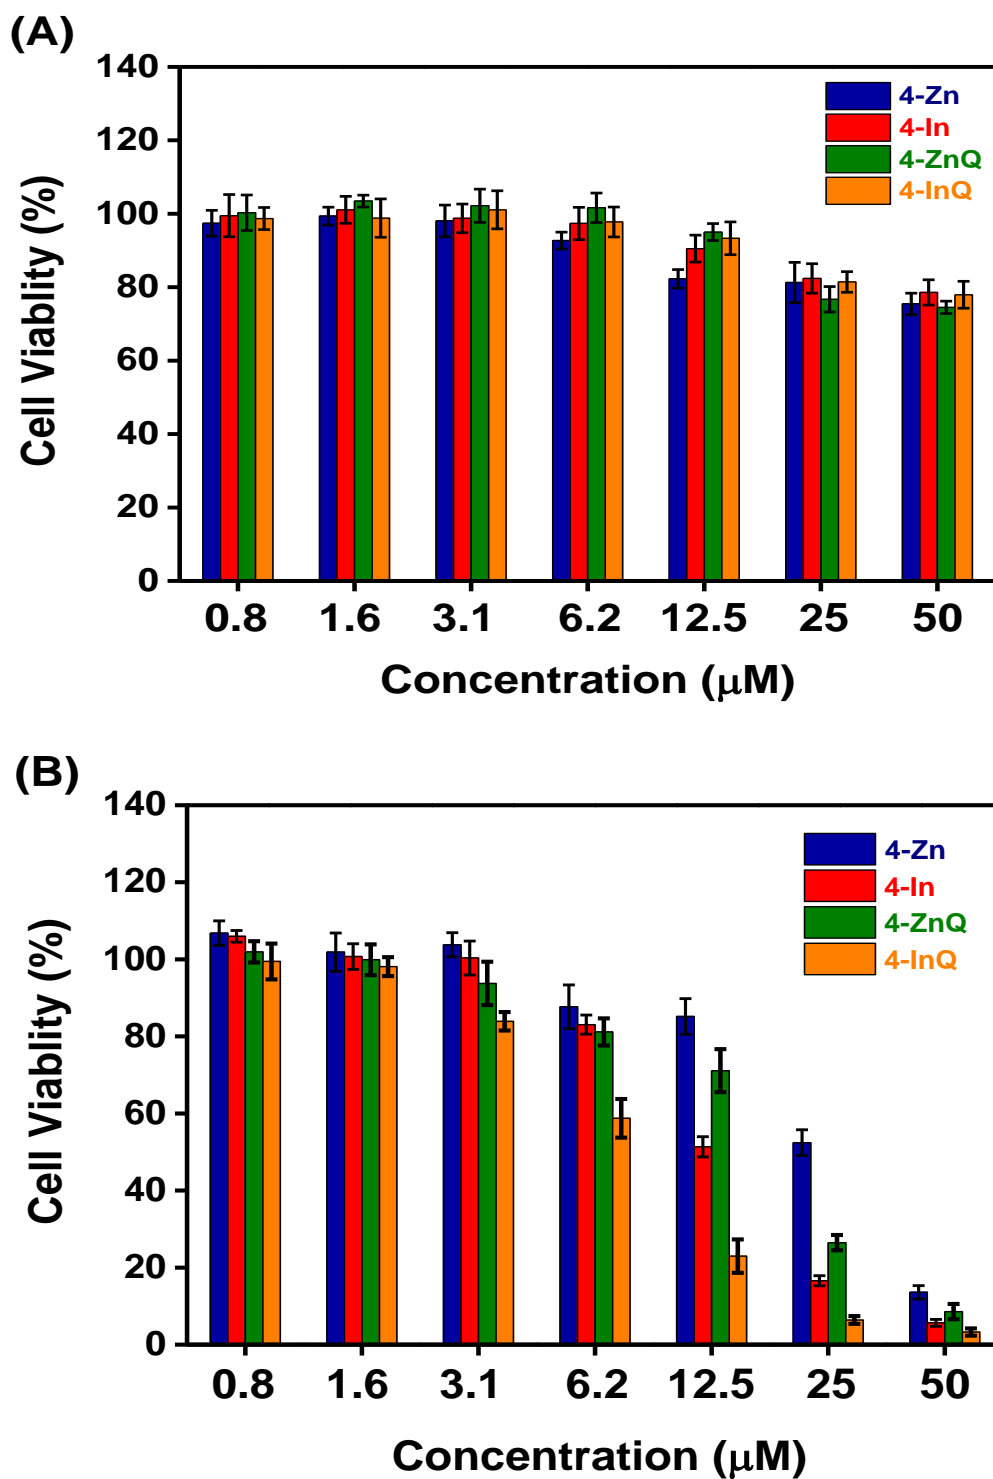 (A)
140
120
100
80
60
40
20
0
Cell Viablity (%)
4-Zn
4-In
4-ZnQ
4-InQ
0.8 1.6 3.1 6.2 12.5 25 50
Concentration (μM)
(B)
140
120
100
80
60
40
20
0
Cell Viablity (%)
4-Zn
4-In
4-ZnQ
4-InQ
0.8 1.6 3.1 6.2 12.5 25 50
Concentration (μM)